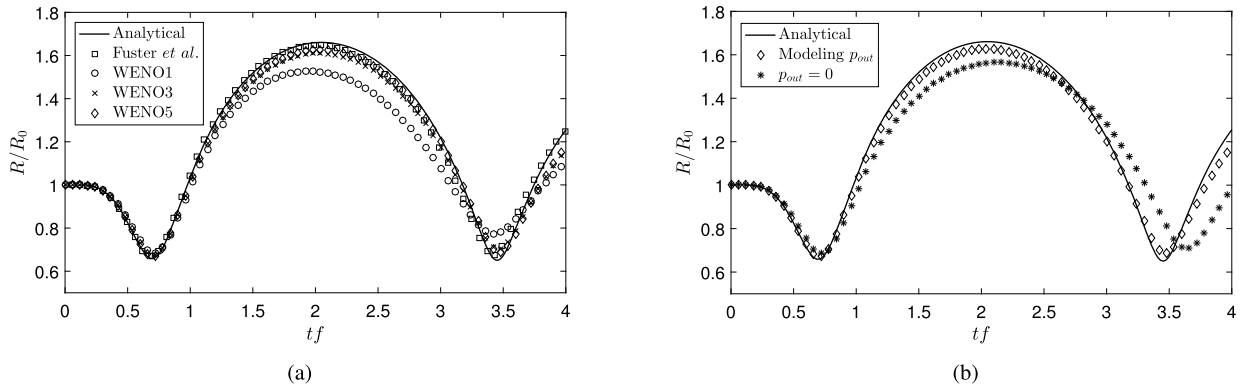 1.8
1.6
1.4
1.2
1
0.8
0.6
R/R0
Analytical
Fuster et al.
WENO1
WENO3
WENO5
0 0.5 1 1.5 2 2.5 3 3.5 4
tf
(a)
1.8
1.6
1.4
1.2
1
0.8
0.6
R/R0
Analytical
Modeling pout
pout = 0
0 0.5 1 1.5 2 2.5 3 3.5 4
tf
(b)